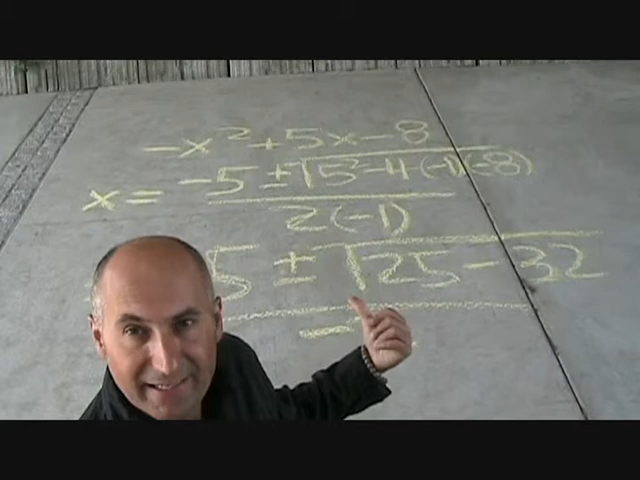 -x² + 5x - 8
x = -5 ± √5² - 4(-1)(-8)
2(-1)
5 ± √25 - 32
-